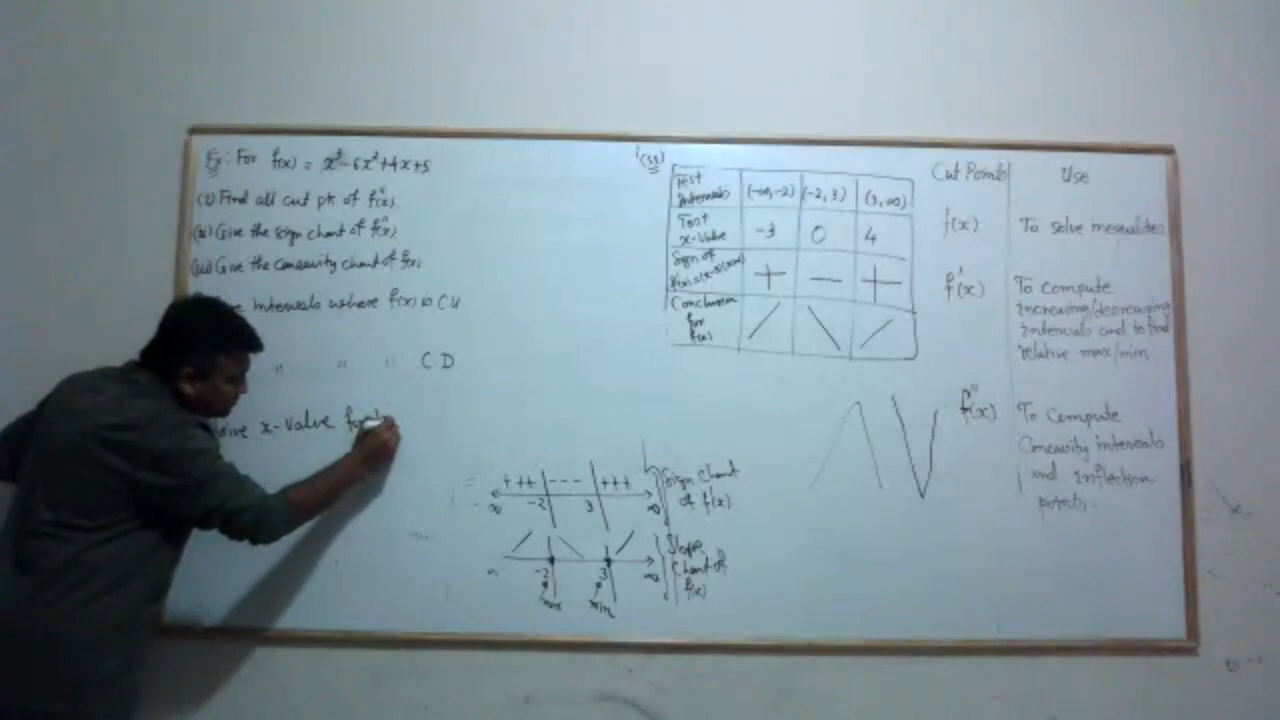 Ex: For f(x) = x³-6x²+4x+5
(i) Find all cut pts of f"(x)
(ii) Give the sign chart of f"(x)
(iii) Give the concavity chart of f(x)
Intervals where f(x) is CU
" " " CD
Give x-value for
Test Intervals (-∞,-2) (-2,3) (3,∞)
Test x-Value -3 0 4
Sign of + - +
Conclusion for f(x) / \ /
+++ --- +++
-∞ -2 3 ∞
Sign chart
of f(x)
-2 3 ∞
Slope
Chart of
f(x)
Max Min
Cut Points Use
f(x) To solve inequalities
f'(x) To compute
increasing/decreasing
intervals and to find
relative max/min
f"(x) To compute
Concavity intervals
and inflection
points.